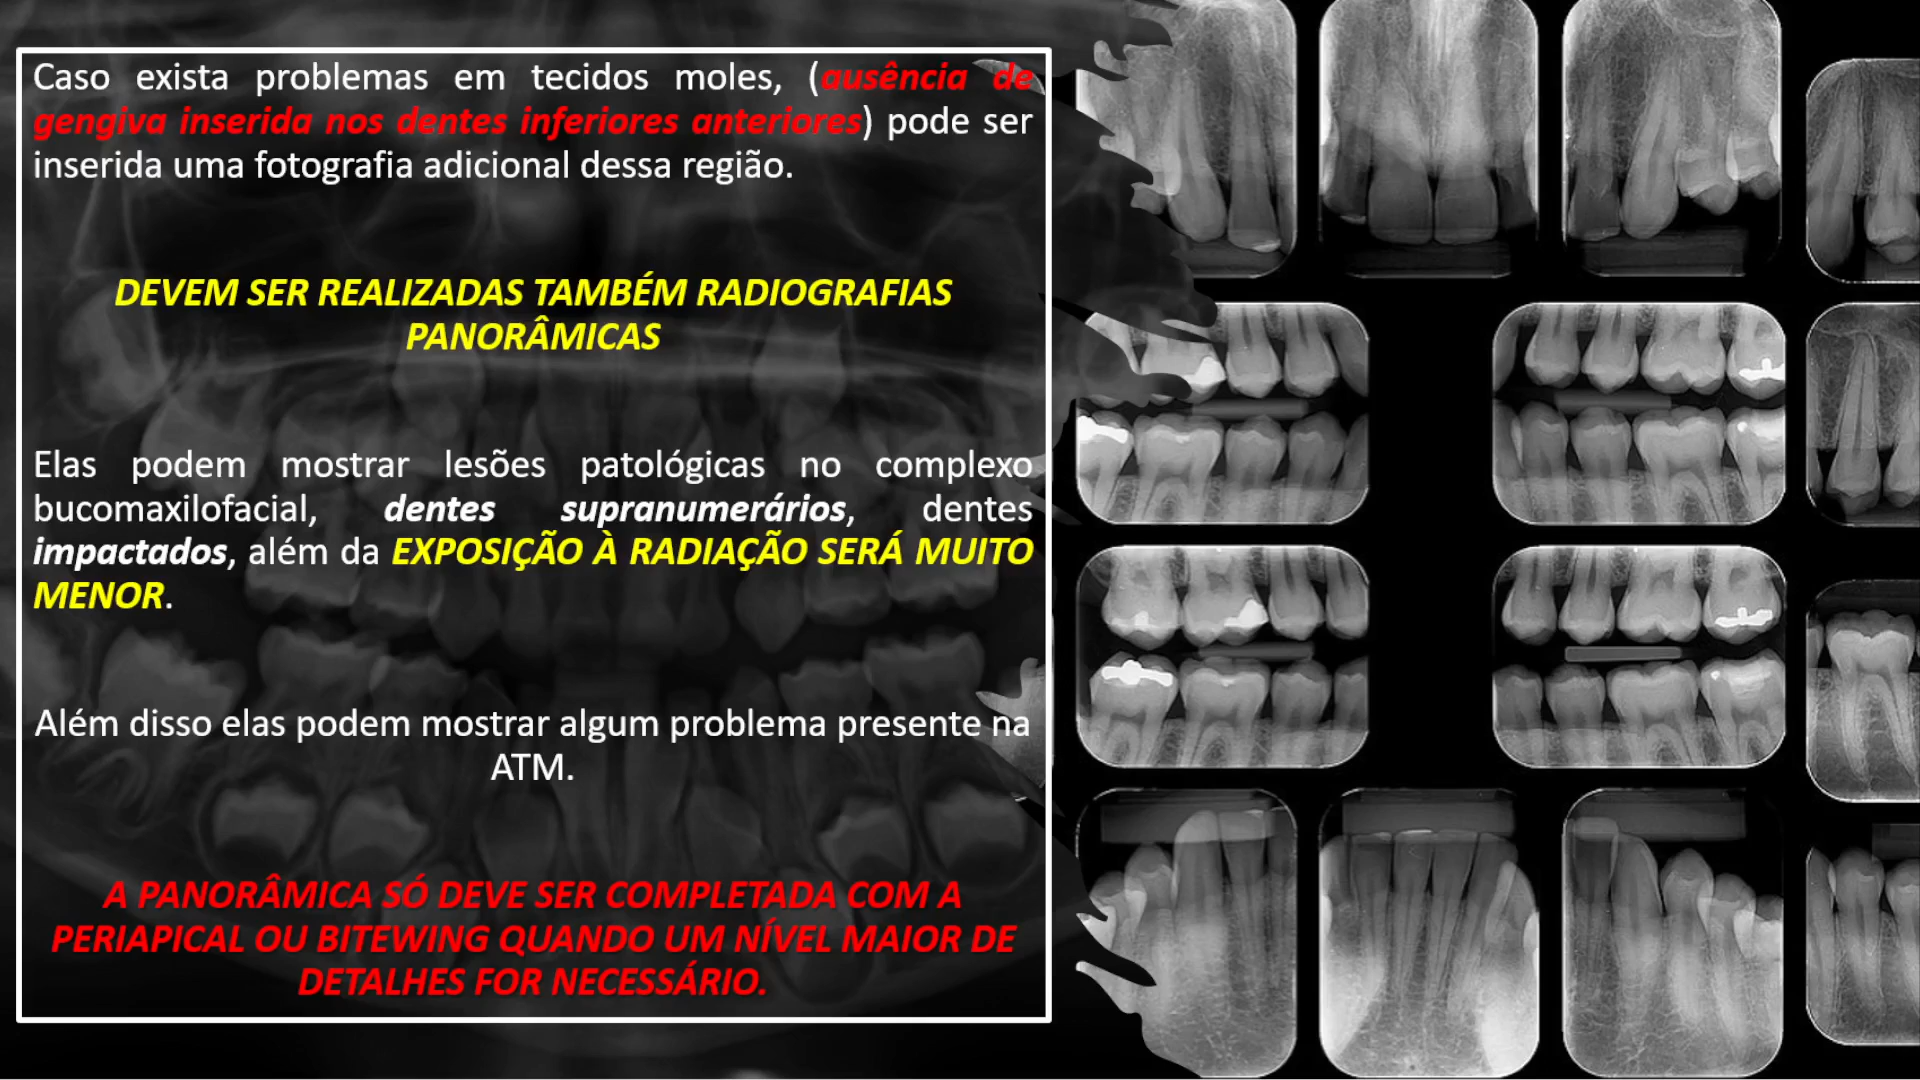 Caso exista problemas em tecidos moles, (ausência de
gengiva inserida nos dentes inferiores anteriores) pode ser
inserida uma fotografia adicional dessa região.
DEVEM SER REALIZADAS TAMBÉM RADIOGRAFIAS
PANORÂMICAS
Elas podem mostrar lesões patológicas no complexo
bucomaxilofacial, dentes supranumerários, dentes
impactados, além da EXPOSIÇÃO À RADIAÇÃO SERÁ MUITO
MENOR.
Além disso elas podem mostrar algum problema presente na
ATM.
A PANORÂMICA SÓ DEVE SER COMPLETADA COM A
PERIAPICAL OU BITEWING QUANDO UM NÍVEL MAIOR DE
DETALHES FOR NECESSÁRIO.